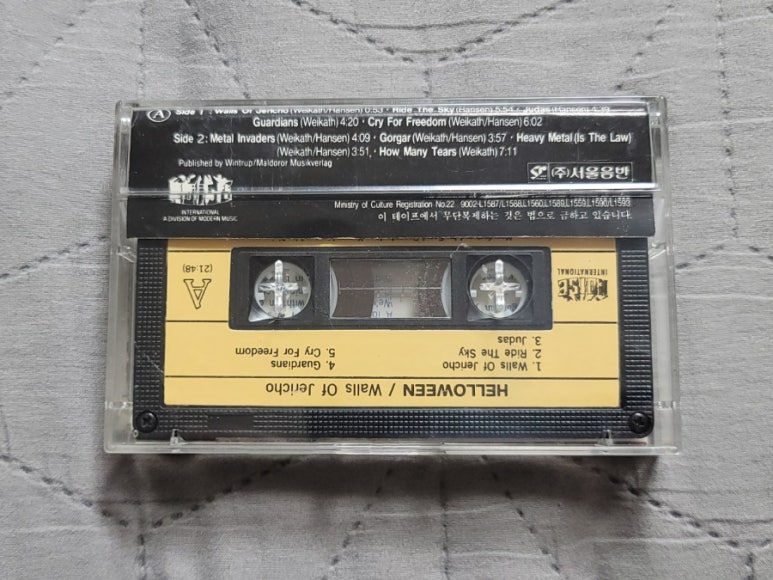 A Side 1 : Walls Of Jericho (Weikath/Hansen) 0:53 · Ride The Sky (Hansen) 5:54 · Judas (Hansen) 4:39
Guardians (Weikath) 4:20 · Cry For Freedom (Weikath/Hansen) 6:02
Side 2: Metal Invaders (Weikath/Hansen) 4:09 · Gorgar (Weikath/Hansen) 3:57 · Heavy Metal (Is The Law)
(Weikath/Hansen) 3:51, · How Many Tears (Weikath) 7:11
Published by Wintrup/Maldoror Musikverlag
(주)서울음반
NOISE
INTERNATIONAL
A DIVISION OF MODERN MUSIC
Ministry of Culture Registration No.22 9002-L1587/L1588,L1560,L1589,L1559,L1590/L1593
이 테이프에서 무단복제하는 것은 법으로 금하고 있습니다.
HELLOWEEN / Walls Of Jericho
1. Walls Of Jericho
2. Ride The Sky
3. Judas
4. Guardians
5. Cry For Freedom
NOISE
INTERNATIONAL
A
(21:48)